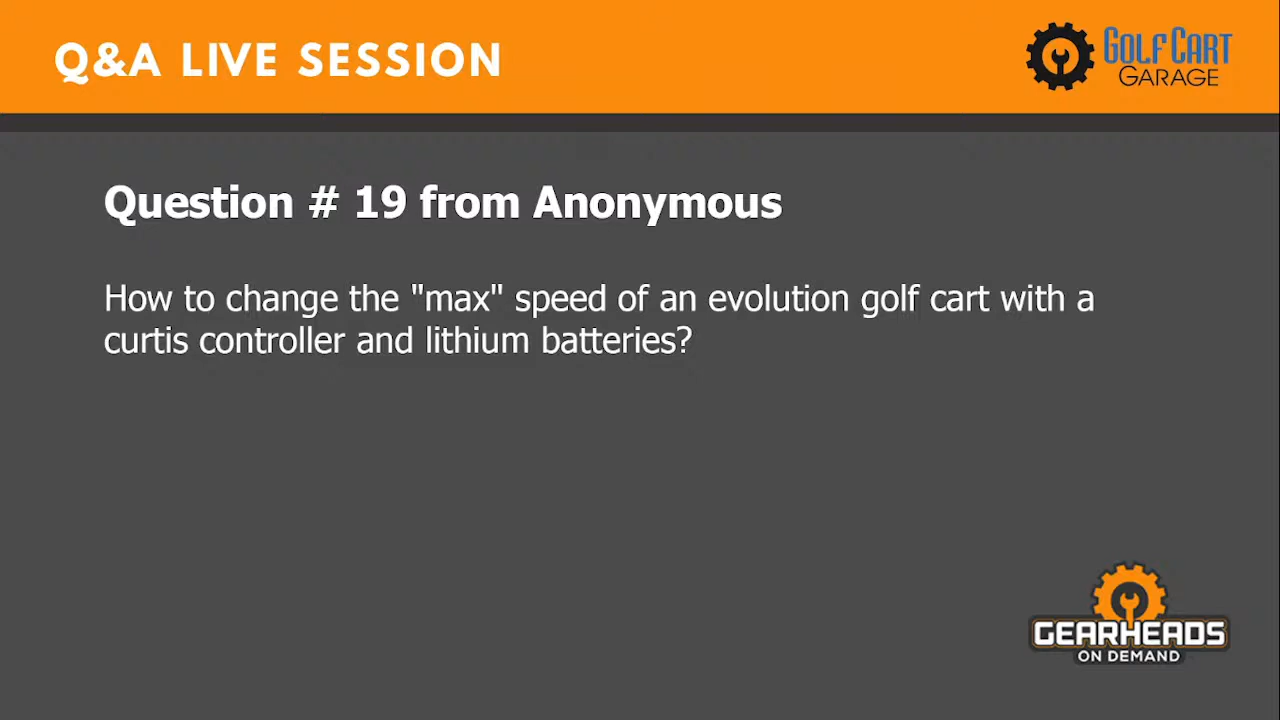 Q&A LIVE SESSION
GOLF CART
GARAGE
Question # 19 from Anonymous
How to change the "max" speed of an evolution golf cart with a
curtis controller and lithium batteries?
GEARHEADS
ON DEMAND